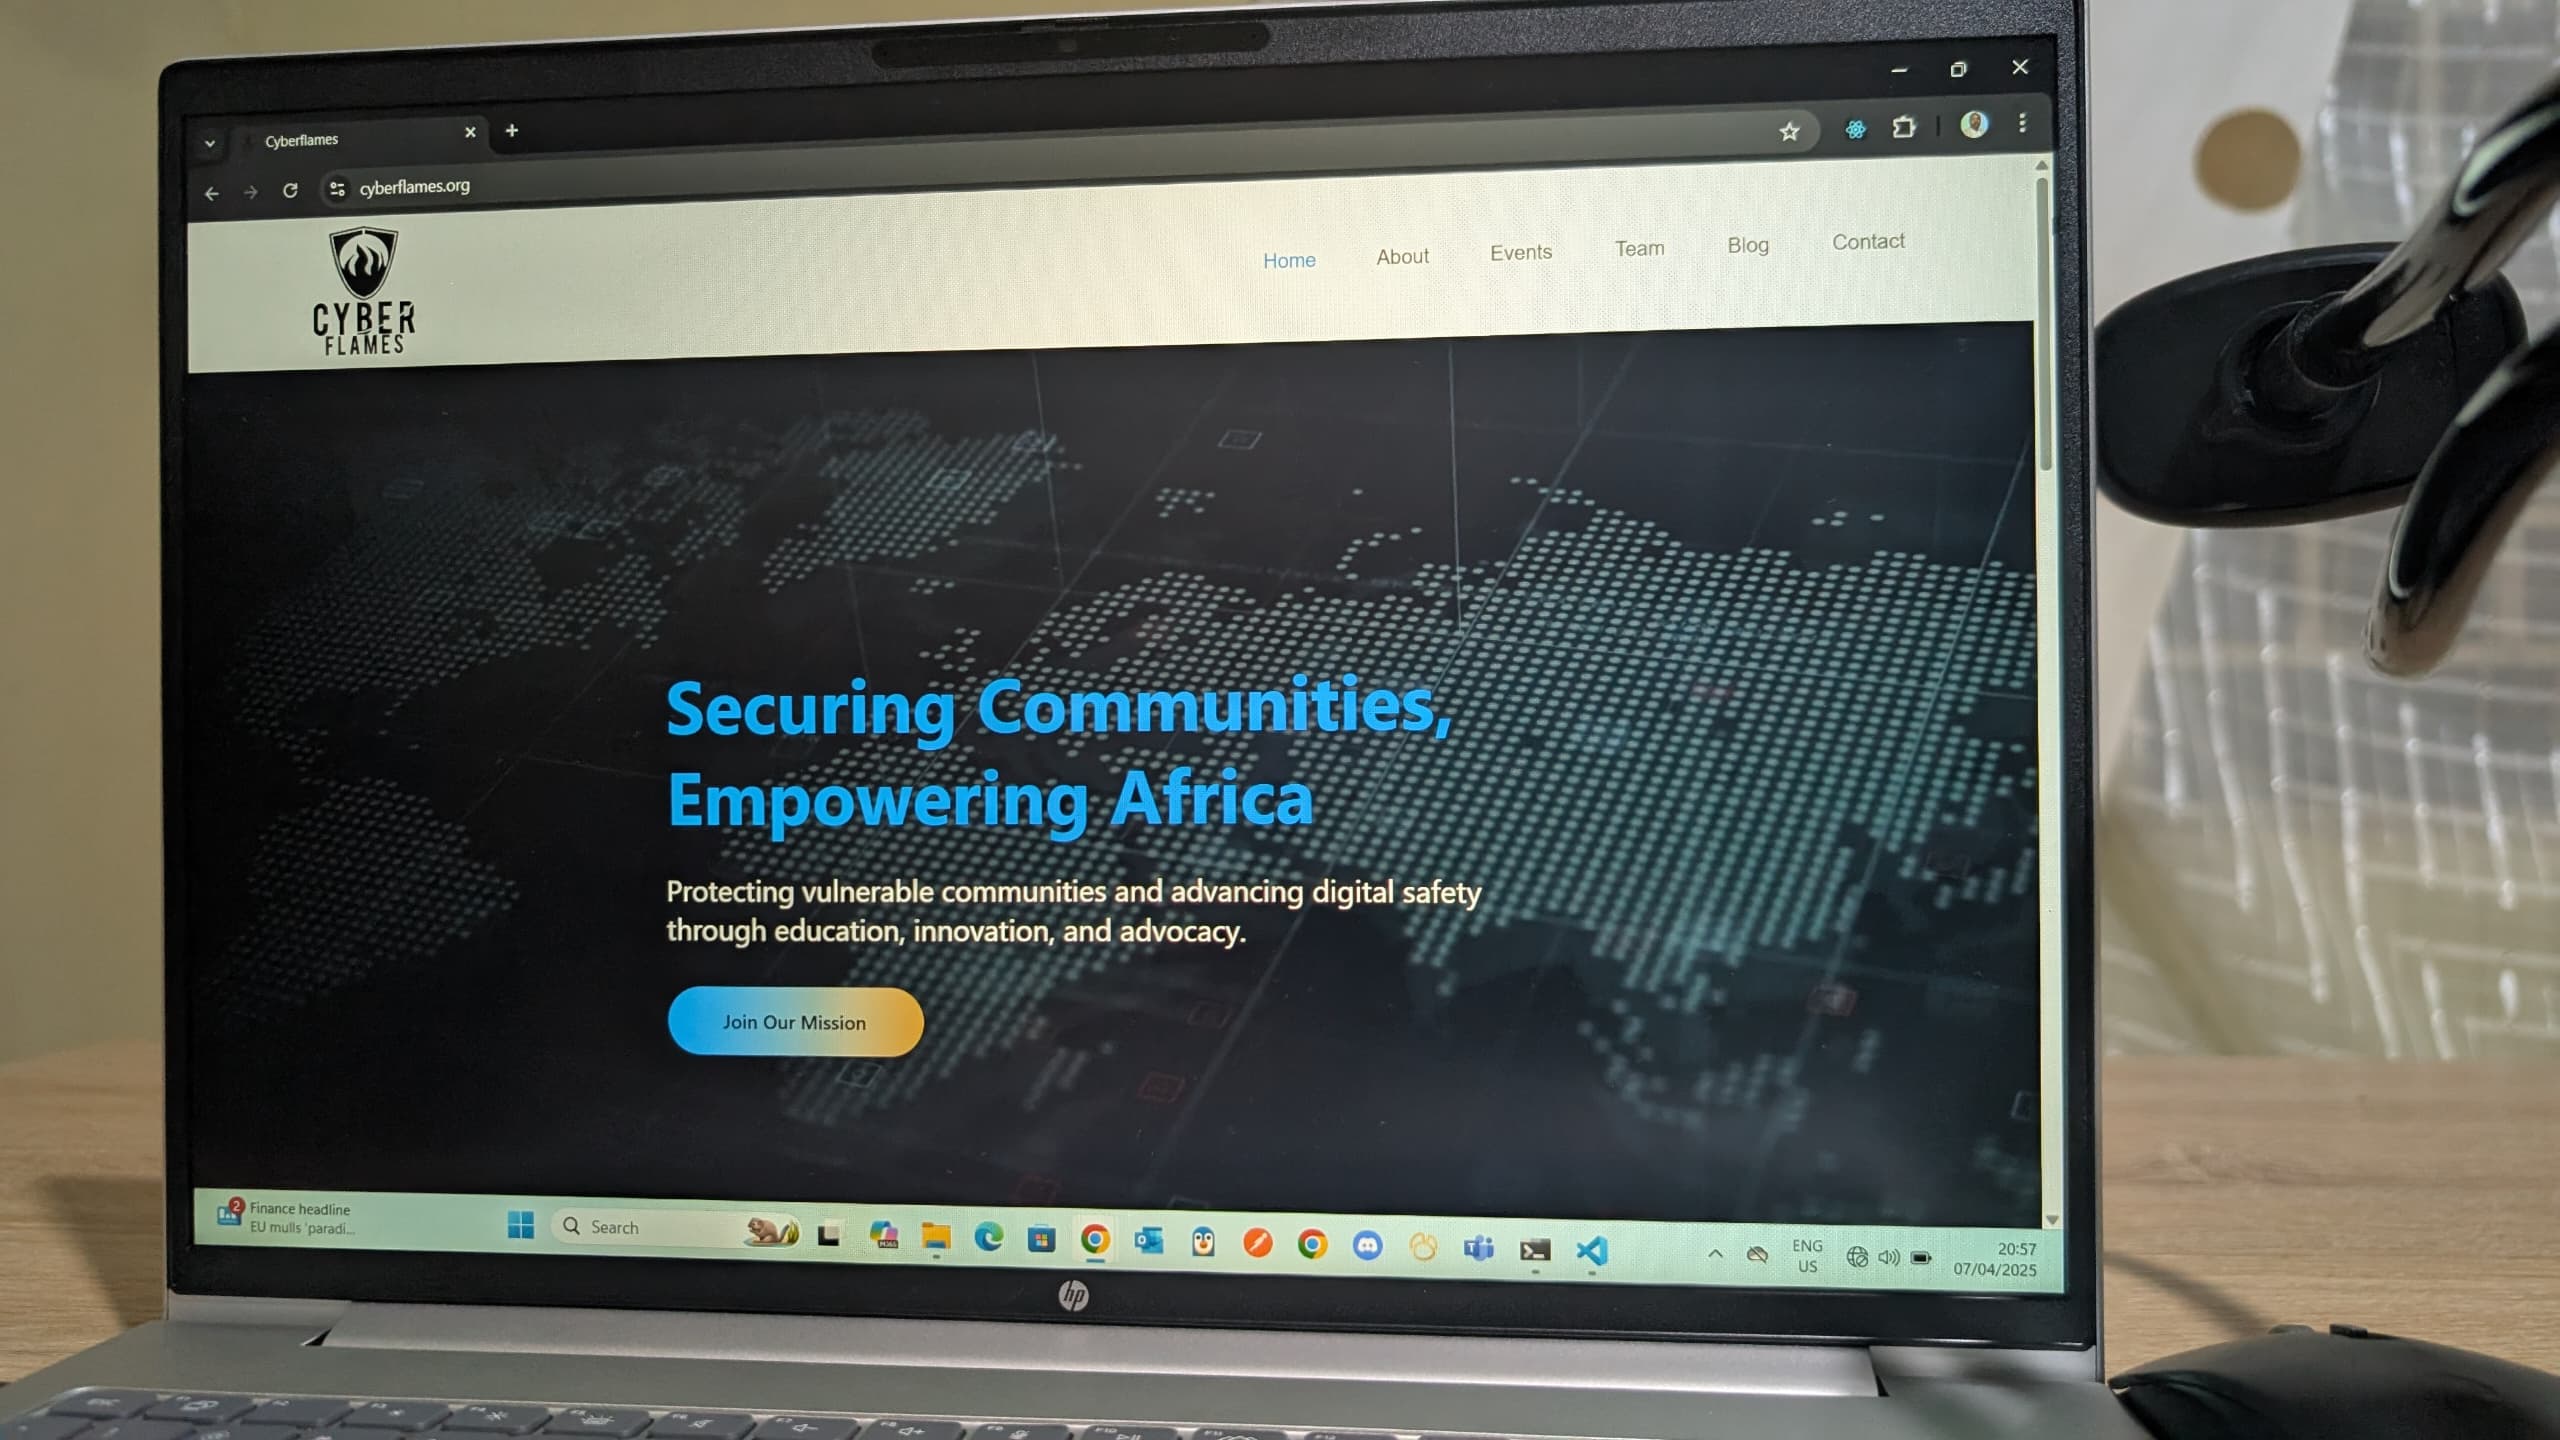 Cyberflames
cyberflames.org
CYBER
FLAMES
Home About Events Team Blog Contact
Securing Communities,
Empowering Africa
Protecting vulnerable communities and advancing digital safety
through education, innovation, and advocacy.
Join Our Mission
2
Finance headline
EU mulls 'paradi...
Search
ENG
US
20:57
07/04/2025
hp